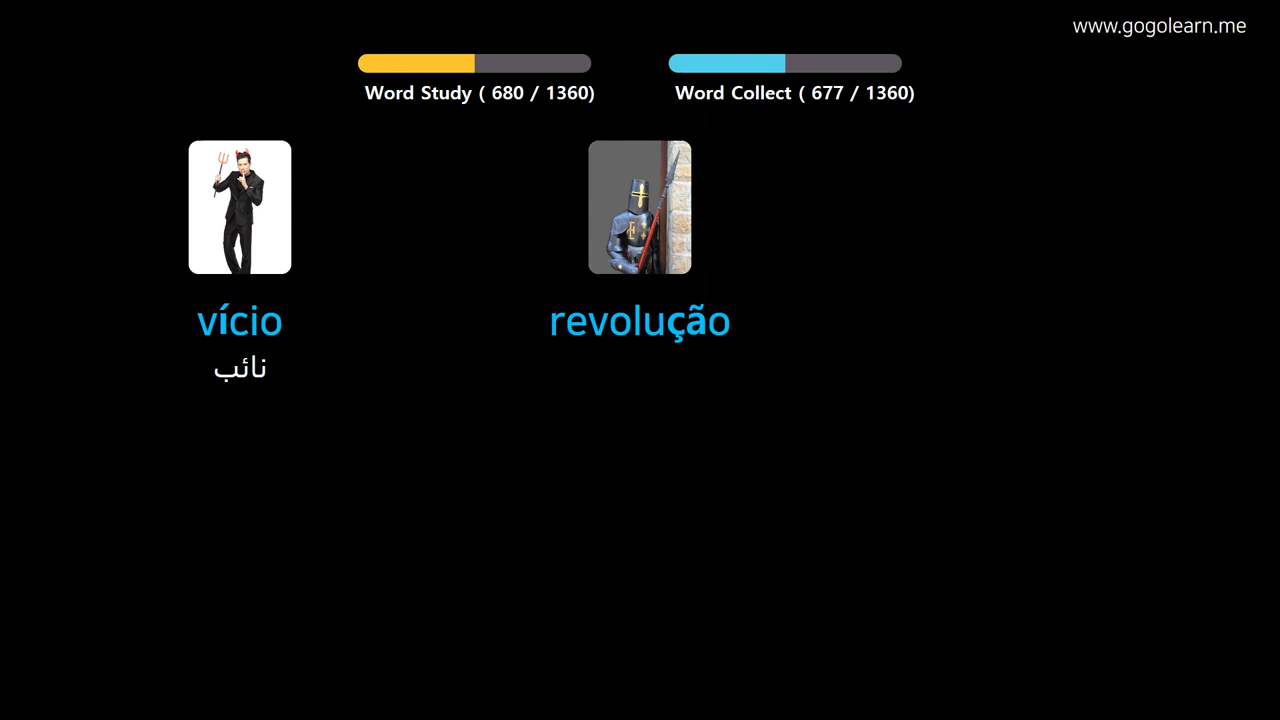 www.gogolearn.me
Word Study ( 680 / 1360)
Word Collect ( 677 / 1360)
vício
revolução
نائب